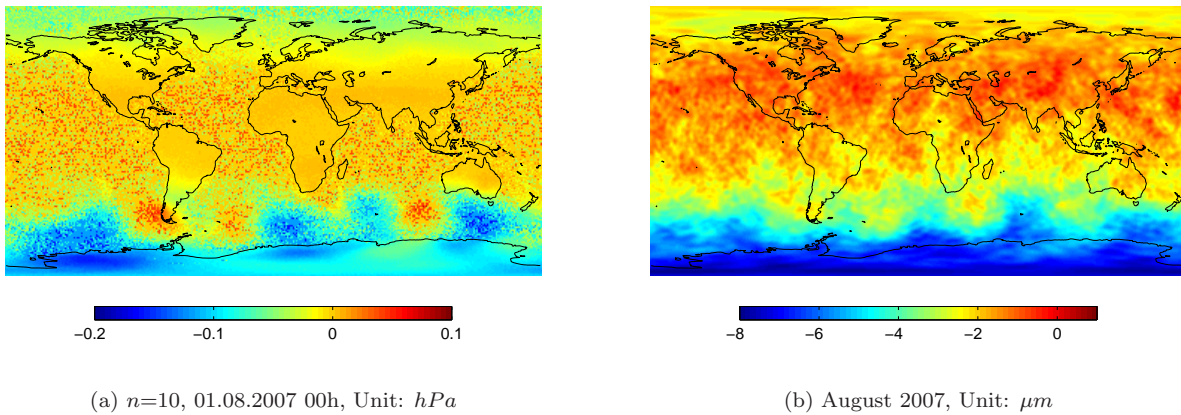 −0.2 −0.1 0 0.1
−8 −6 −4 −2 0
(a) n=10, 01.08.2007 00h, Unit: hPa
(b) August 2007, Unit: μm